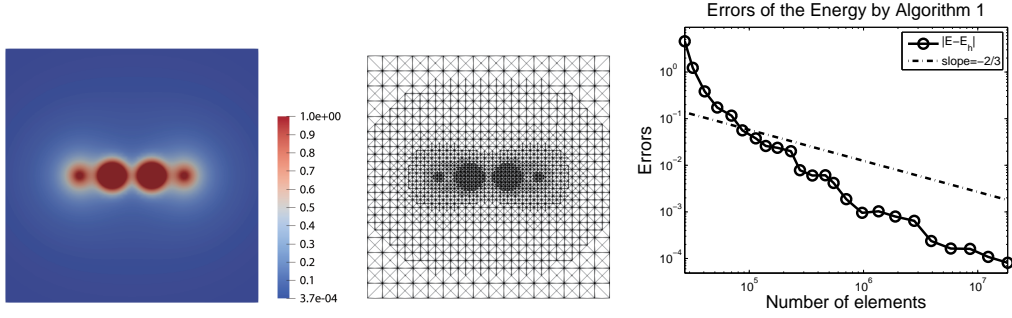 1.0e+00
0.9
0.8
0.7
0.6
0.5
0.4
0.3
0.2
0.1
3.7e-04
Errors of the Energy by Algorithm 1
|E−E_h|
slope=−2/3
10^0
10^-1
10^-2
10^-3
10^-4
Errors
10^5 10^6 10^7
Number of elements